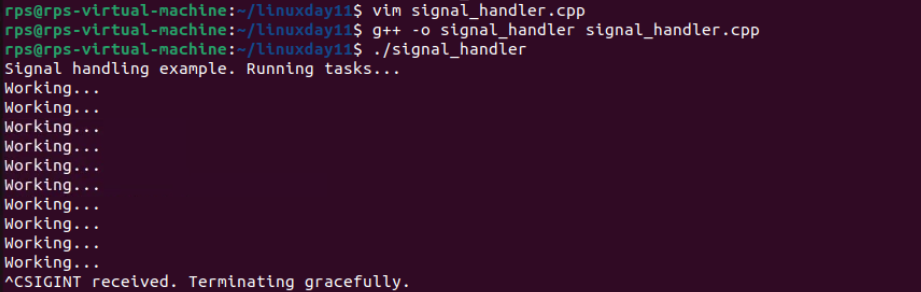 rps@rps-virtual-machine:~/linuxday11$ vim signal_handler.cpp
rps@rps-virtual-machine:~/linuxday11$ g++ -o signal_handler signal_handler.cpp
rps@rps-virtual-machine:~/linuxday11$ ./signal_handler
Signal handling example. Running tasks...
Working...
Working...
Working...
Working...
Working...
Working...
Working...
Working...
Working...
Working...
^CSIGINT received. Terminating gracefully.